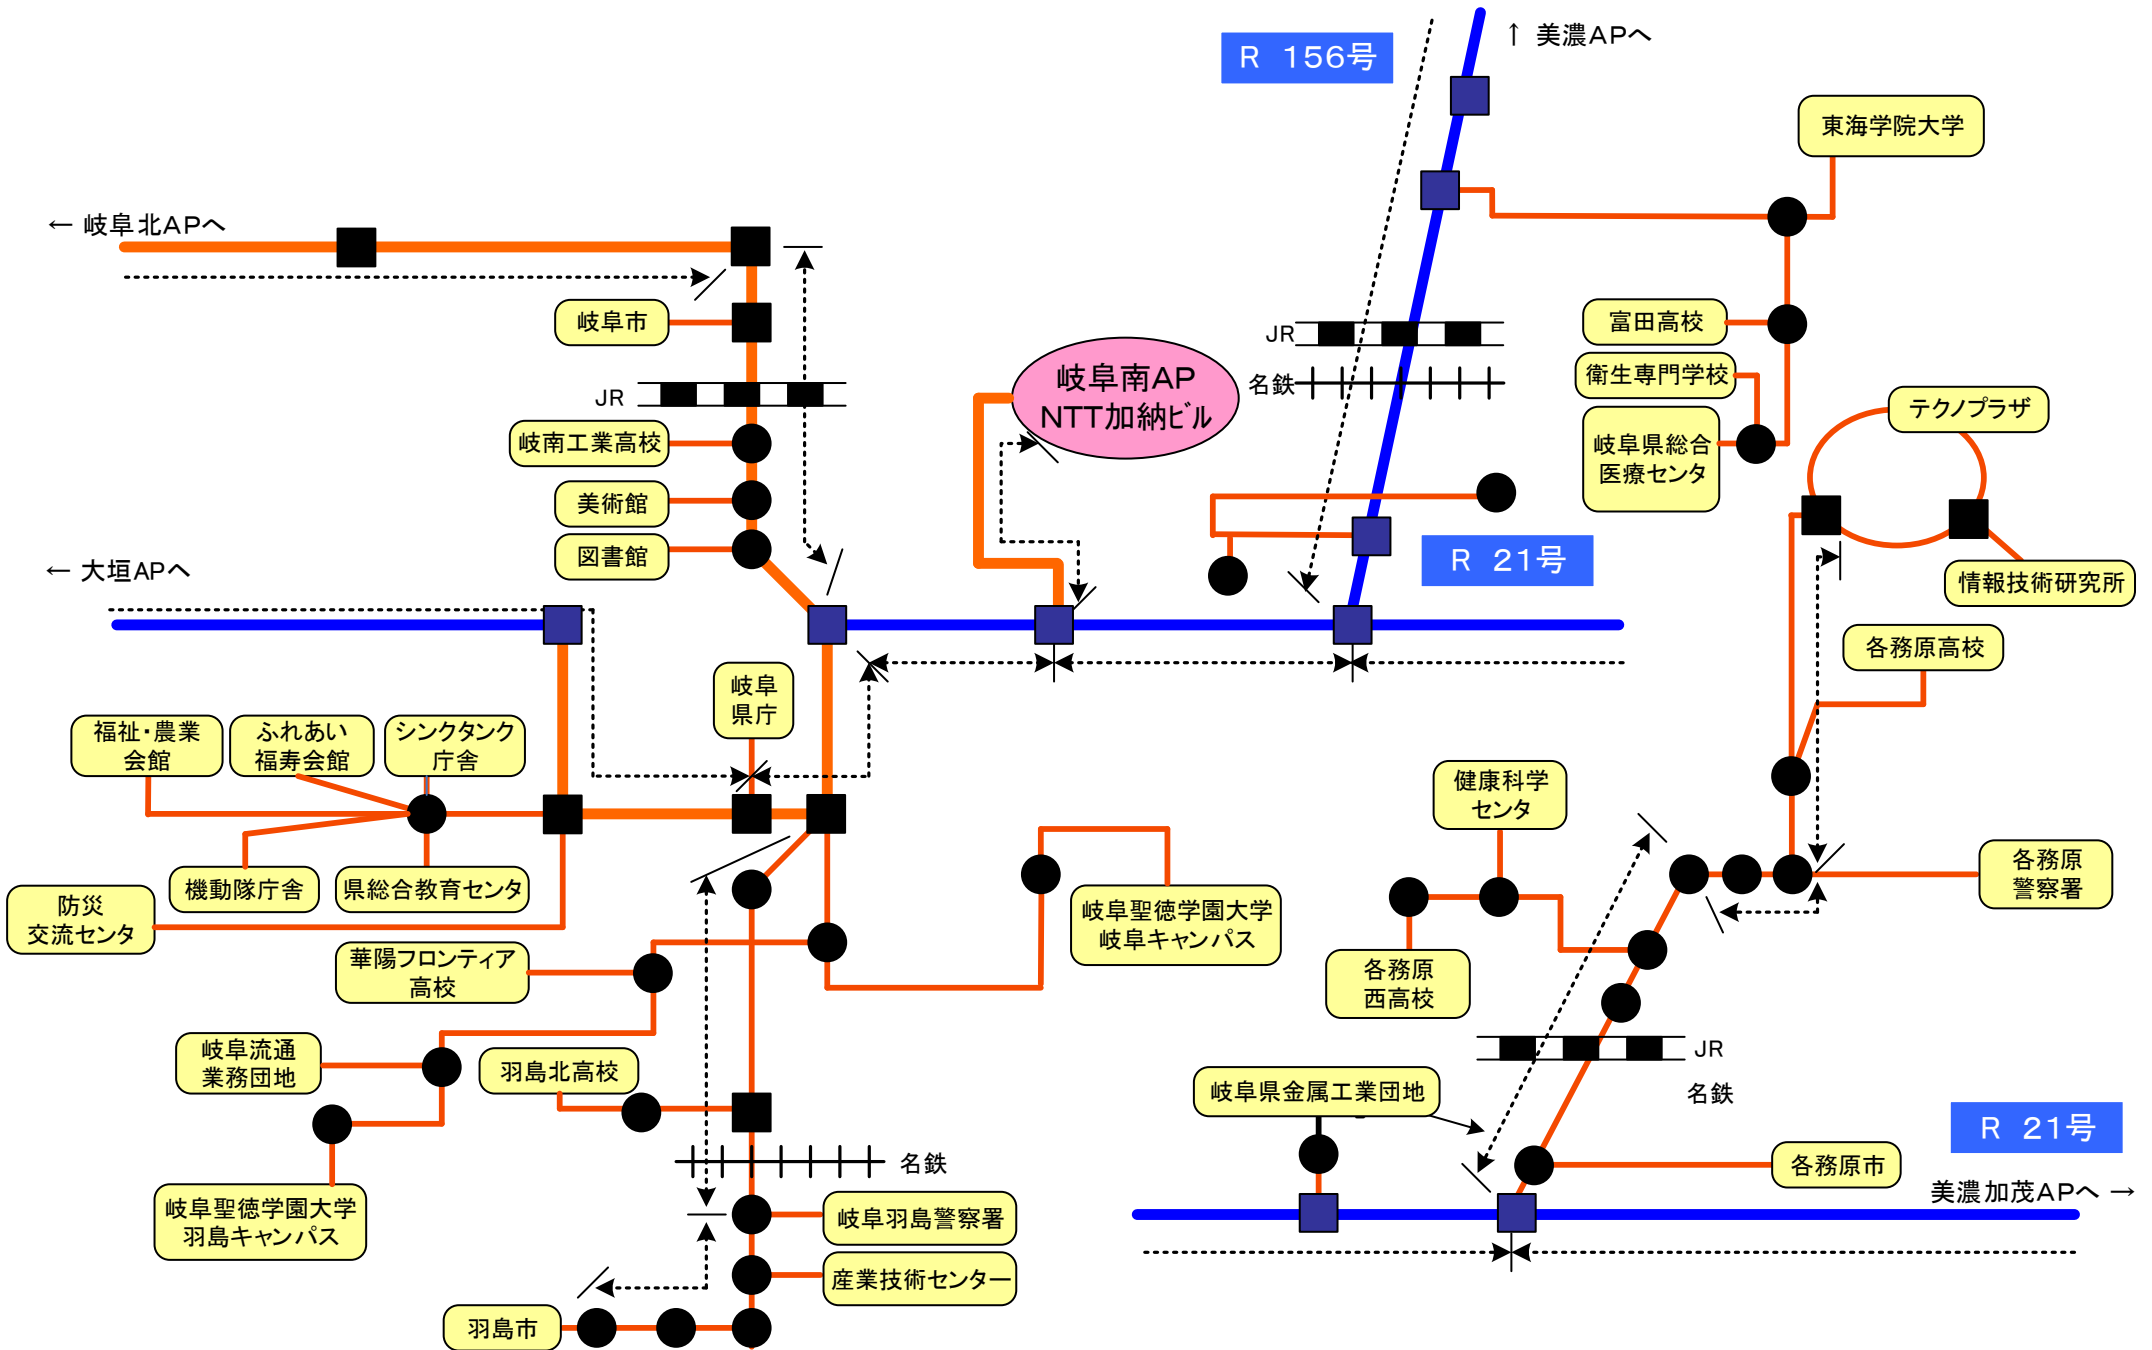 ↑ 美濃APへ
R 156号
東海学院大学
← 岐阜北APへ
岐阜市
JR
岐阜南AP
NTT加納ビル
JR
名鉄
富田高校
衛生専門学校
岐阜県総合
医療センタ
テクノプラザ
岐南工業高校
美術館
図書館
R 21号
← 大垣APへ
情報技術研究所
各務原高校
岐阜
県庁
福祉・農業
会館
ふれあい
福寿会館
シンクタンク
庁舎
健康科学
センタ
機動隊庁舎
県総合教育センタ
各務原
警察署
防災
交流センタ
岐阜聖徳学園大学
岐阜キャンパス
華陽フロンティア
高校
各務原
西高校
岐阜流通
業務団地
羽島北高校
JR
名鉄
岐阜県金属工業団地
R 21号
名鉄
各務原市
美濃加茂APへ →
岐阜聖徳学園大学
羽島キャンパス
岐阜羽島警察署
産業技術センター
羽島市